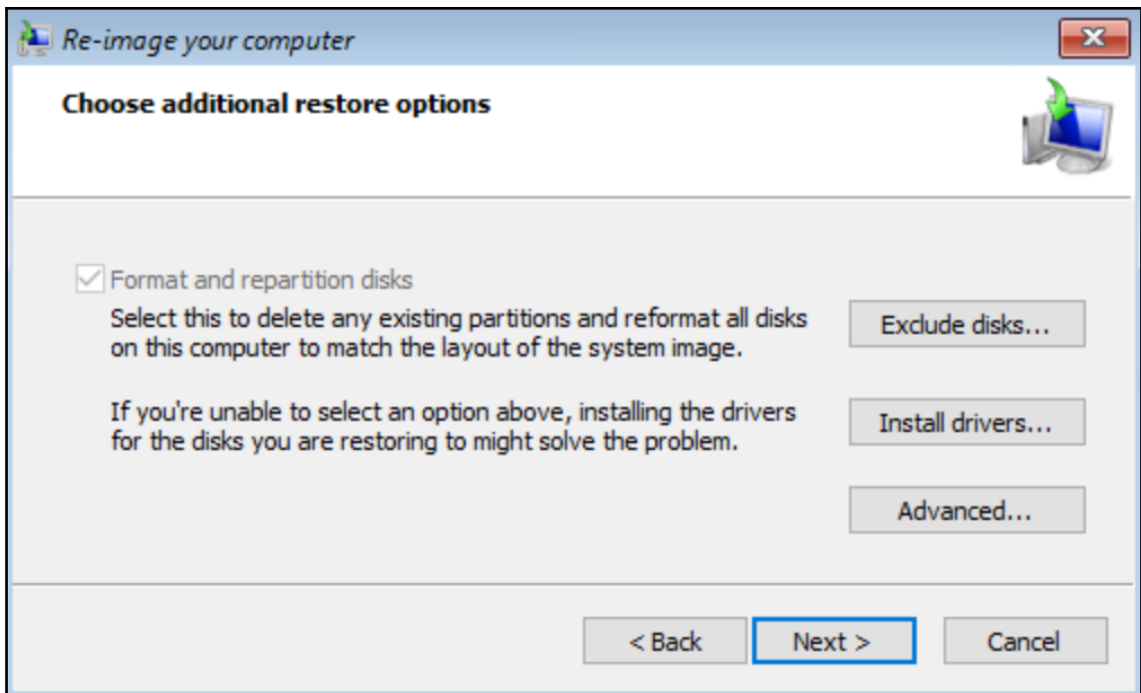 Re-image your computer
Choose additional restore options
Format and repartition disks
Select this to delete any existing partitions and reformat all disks
on this computer to match the layout of the system image.
Exclude disks...
If you're unable to select an option above, installing the drivers
for the disks you are restoring to might solve the problem.
Install drivers...
Advanced...
< Back
Next >
Cancel